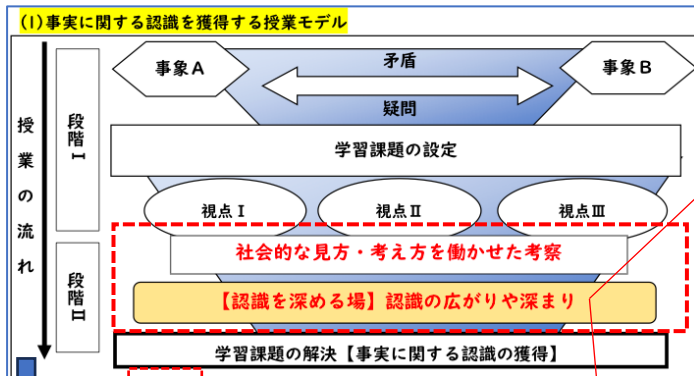 (1)事実に関する認識を獲得する授業モデル
事象A
矛盾
事象B
疑問
授業の流れ
段階Ⅰ
学習課題の設定
視点Ⅰ
視点Ⅱ
視点Ⅲ
段階Ⅱ
社会的な見方・考え方を働かせた考察
【認識を深める場】認識の広がりや深まり
学習課題の解決【事実に関する認識の獲得】